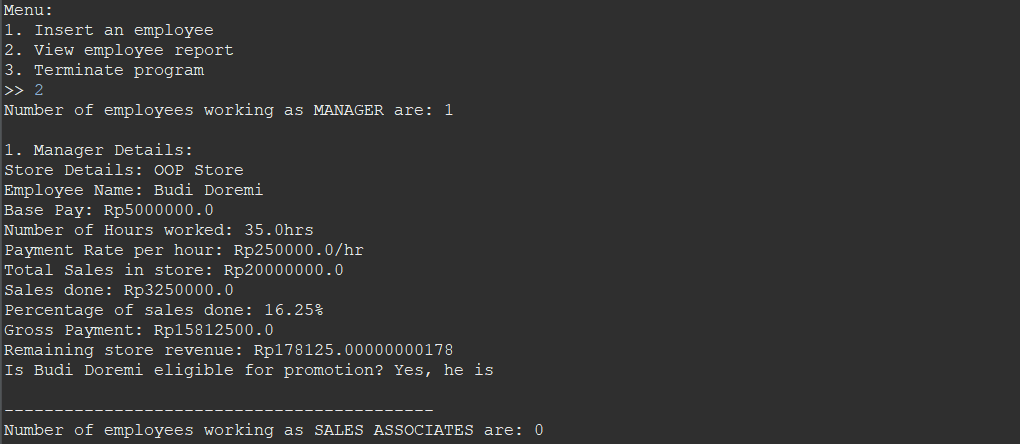 Menu:
1. Insert an employee
2. View employee report
3. Terminate program
>> 2
Number of employees working as MANAGER are: 1
1. Manager Details:
Store Details: OOP Store
Employee Name: Budi Doremi
Base Pay: Rp5000000.0
Number of Hours worked: 35.0hrs
Payment Rate per hour: Rp250000.0/hr
Total Sales in store: Rp20000000.0
Sales done: Rp3250000.0
Percentage of sales done: 16.25%
Gross Payment: Rp15812500.0
Remaining store revenue: Rp178125.00000000178
Is Budi Doremi eligible for promotion? Yes, he is
-------------------------------------------
Number of employees working as SALES ASSOCIATES are: 0